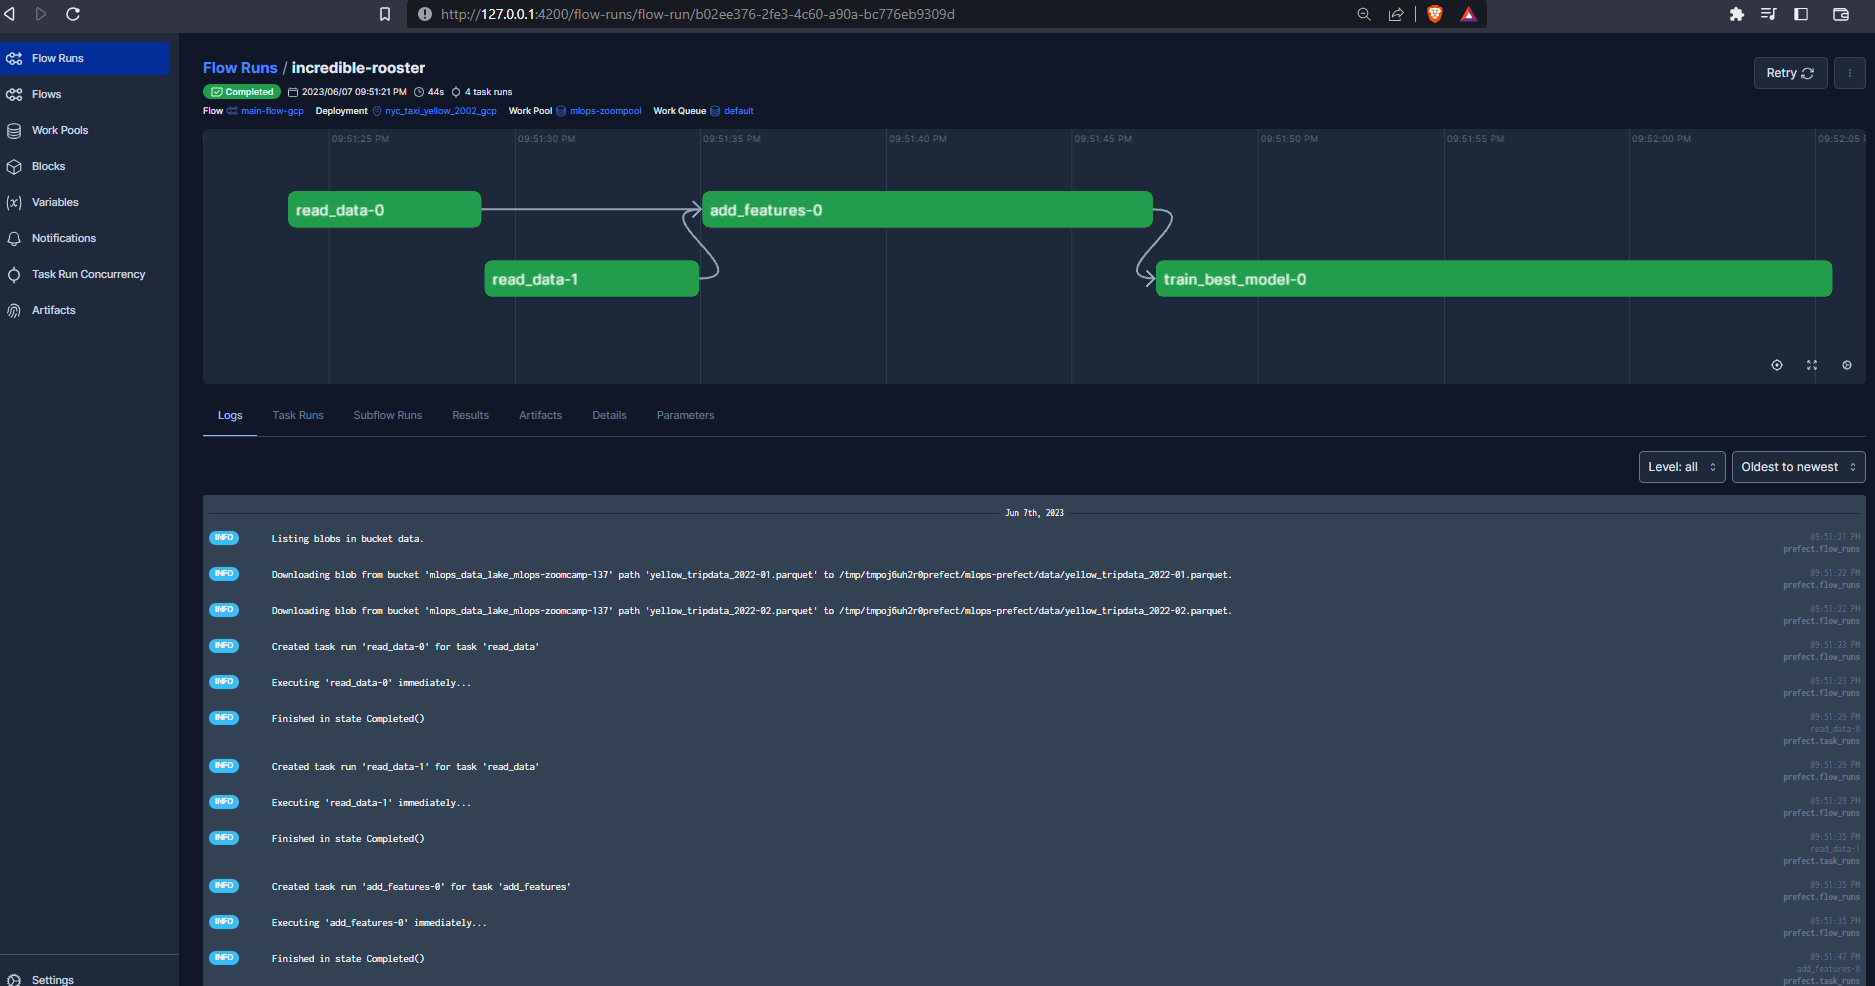 http://127.0.0.1:4200/flow-runs/flow-run/b02ee376-2fe3-4c60-a90a-bc776eb9309d
Flow Runs
Flows
Work Pools
Blocks
Variables
Notifications
Task Run Concurrency
Artifacts
Settings
Flow Runs / incredible-rooster
Retry
Completed 2023/06/07 09:51:21 PM 44s 4 task runs
Flow main-flow-gcp Deployment nyc_taxi_yellow_2002_gcp Work Pool mlops-zoompool Work Queue default
09:51:25 PM 09:51:30 PM 09:51:35 PM 09:51:40 PM 09:51:45 PM 09:51:50 PM 09:51:55 PM 09:52:00 PM 09:52:05 P
read_data-0 add_features-0
read_data-1 train_best_model-0
Logs Task Runs Subflow Runs Results Artifacts Details Parameters
Level: all Oldest to newest
Jun 7th, 2023
INFO Listing blobs in bucket data. 09:51:21 PM
prefect.flow_runs
INFO Downloading blob from bucket 'mlops_data_lake_mlops-zoomcamp-137' path 'yellow_tripdata_2022-01.parquet' to /tmp/tmpoj6uh2r0prefect/mlops-prefect/data/yellow_tripdata_2022-01.parquet. 09:51:22 PM
prefect.flow_runs
INFO Downloading blob from bucket 'mlops_data_lake_mlops-zoomcamp-137' path 'yellow_tripdata_2022-02.parquet' to /tmp/tmpoj6uh2r0prefect/mlops-prefect/data/yellow_tripdata_2022-02.parquet. 09:51:22 PM
prefect.flow_runs
INFO Created task run 'read_data-0' for task 'read_data' 09:51:23 PM
prefect.flow_runs
INFO Executing 'read_data-0' immediately... 09:51:23 PM
prefect.flow_runs
INFO Finished in state Completed() 09:51:29 PM
read_data-0
prefect.task_runs
INFO Created task run 'read_data-1' for task 'read_data' 09:51:29 PM
prefect.flow_runs
INFO Executing 'read_data-1' immediately... 09:51:29 PM
prefect.flow_runs
INFO Finished in state Completed() 09:51:35 PM
read_data-1
prefect.task_runs
INFO Created task run 'add_features-0' for task 'add_features' 09:51:35 PM
prefect.flow_runs
INFO Executing 'add_features-0' immediately... 09:51:35 PM
prefect.flow_runs
INFO Finished in state Completed() 09:51:47 PM
add_features-0
prefect.task_runs